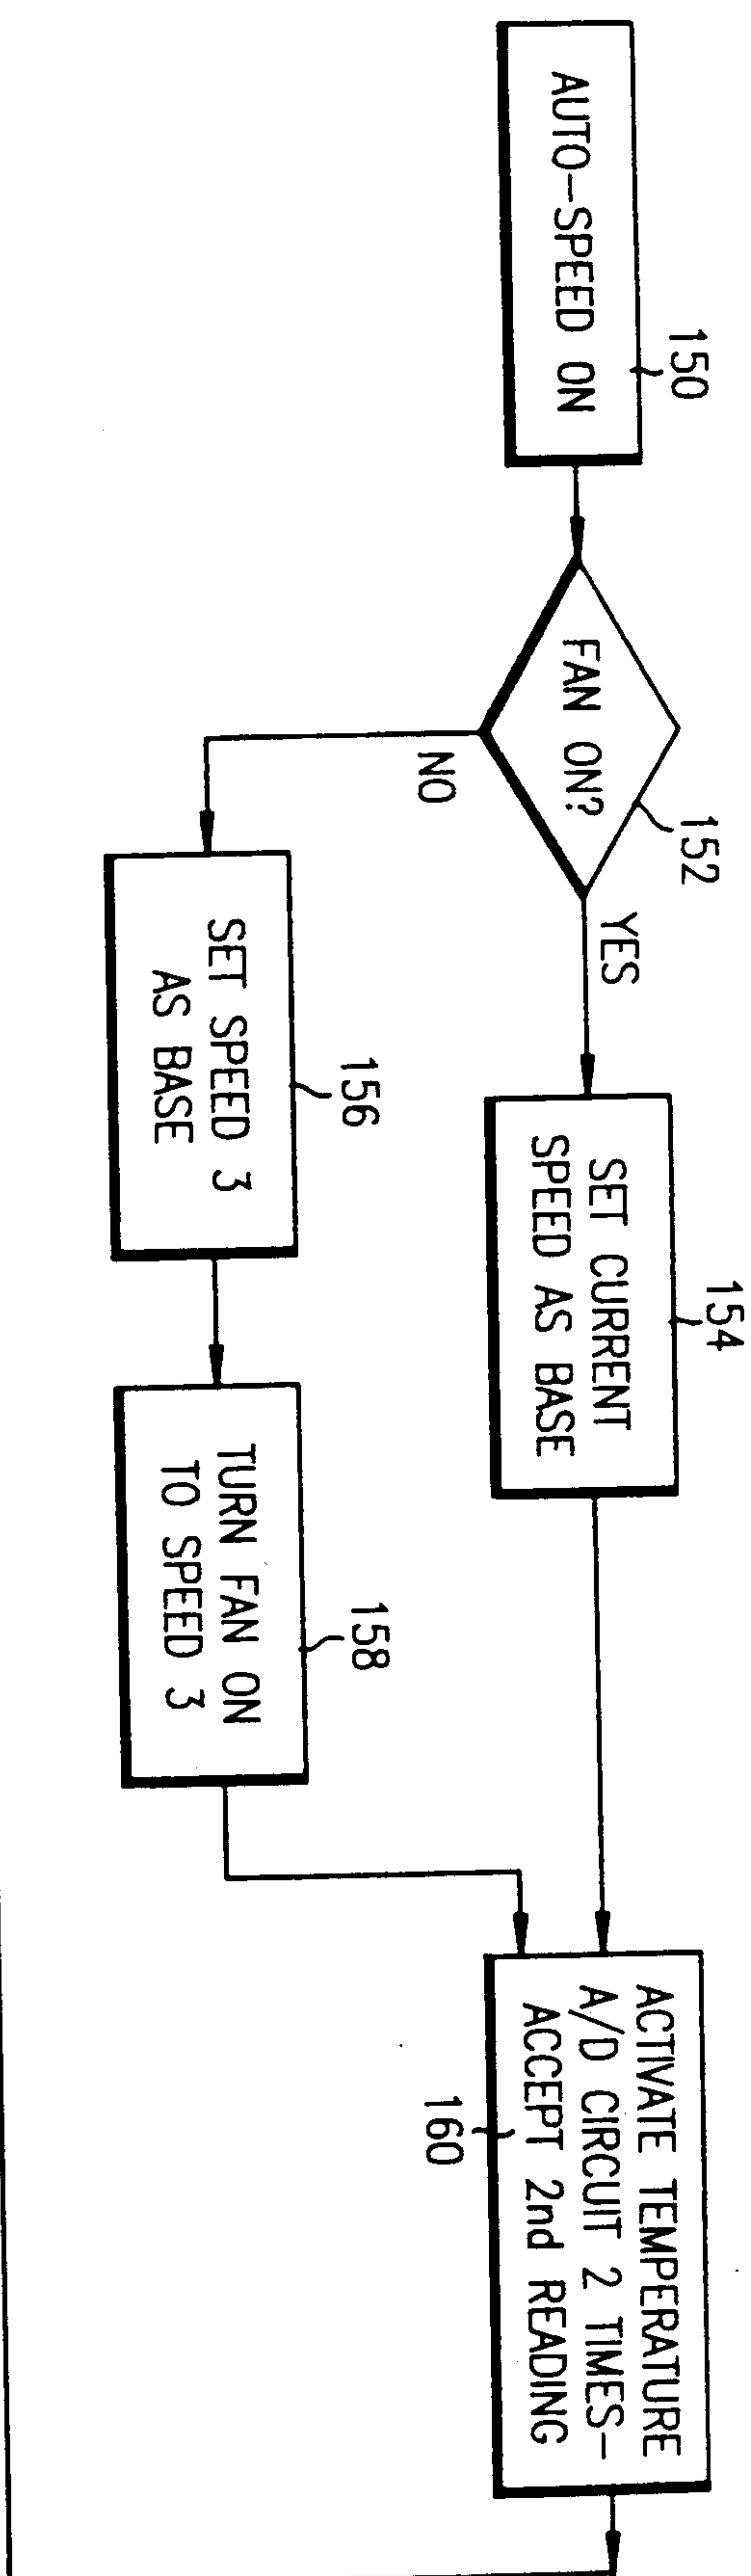 150
AUTO-SPEED ON
152
FAN ON?
YES
NO
154
SET CURRENT
SPEED AS BASE
156
SET SPEED 3
AS BASE
158
TURN FAN ON
TO SPEED 3
ACTIVATE TEMPERATURE
A/D CIRCUIT 2 TIMES-
ACCEPT 2nd READING
160